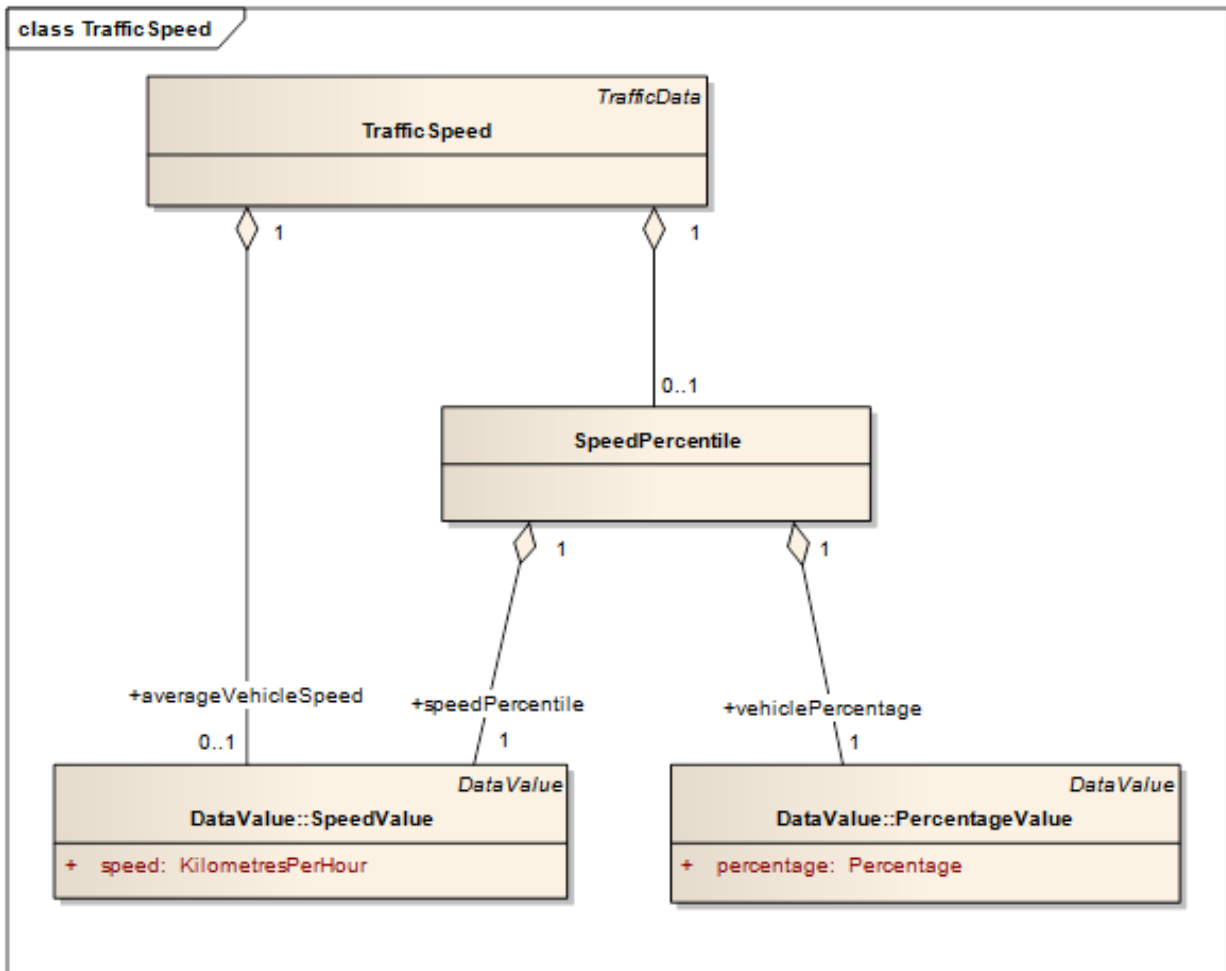 class TrafficSpeed
TrafficData
TrafficSpeed
1
1
0..1
SpeedPercentile
1
1
+averageVehicleSpeed
+speedPercentile
+vehiclePercentage
0..1
1
1
DataValue
DataValue::SpeedValue
+ speed: KilometresPerHour
DataValue
DataValue::PercentageValue
+ percentage: Percentage